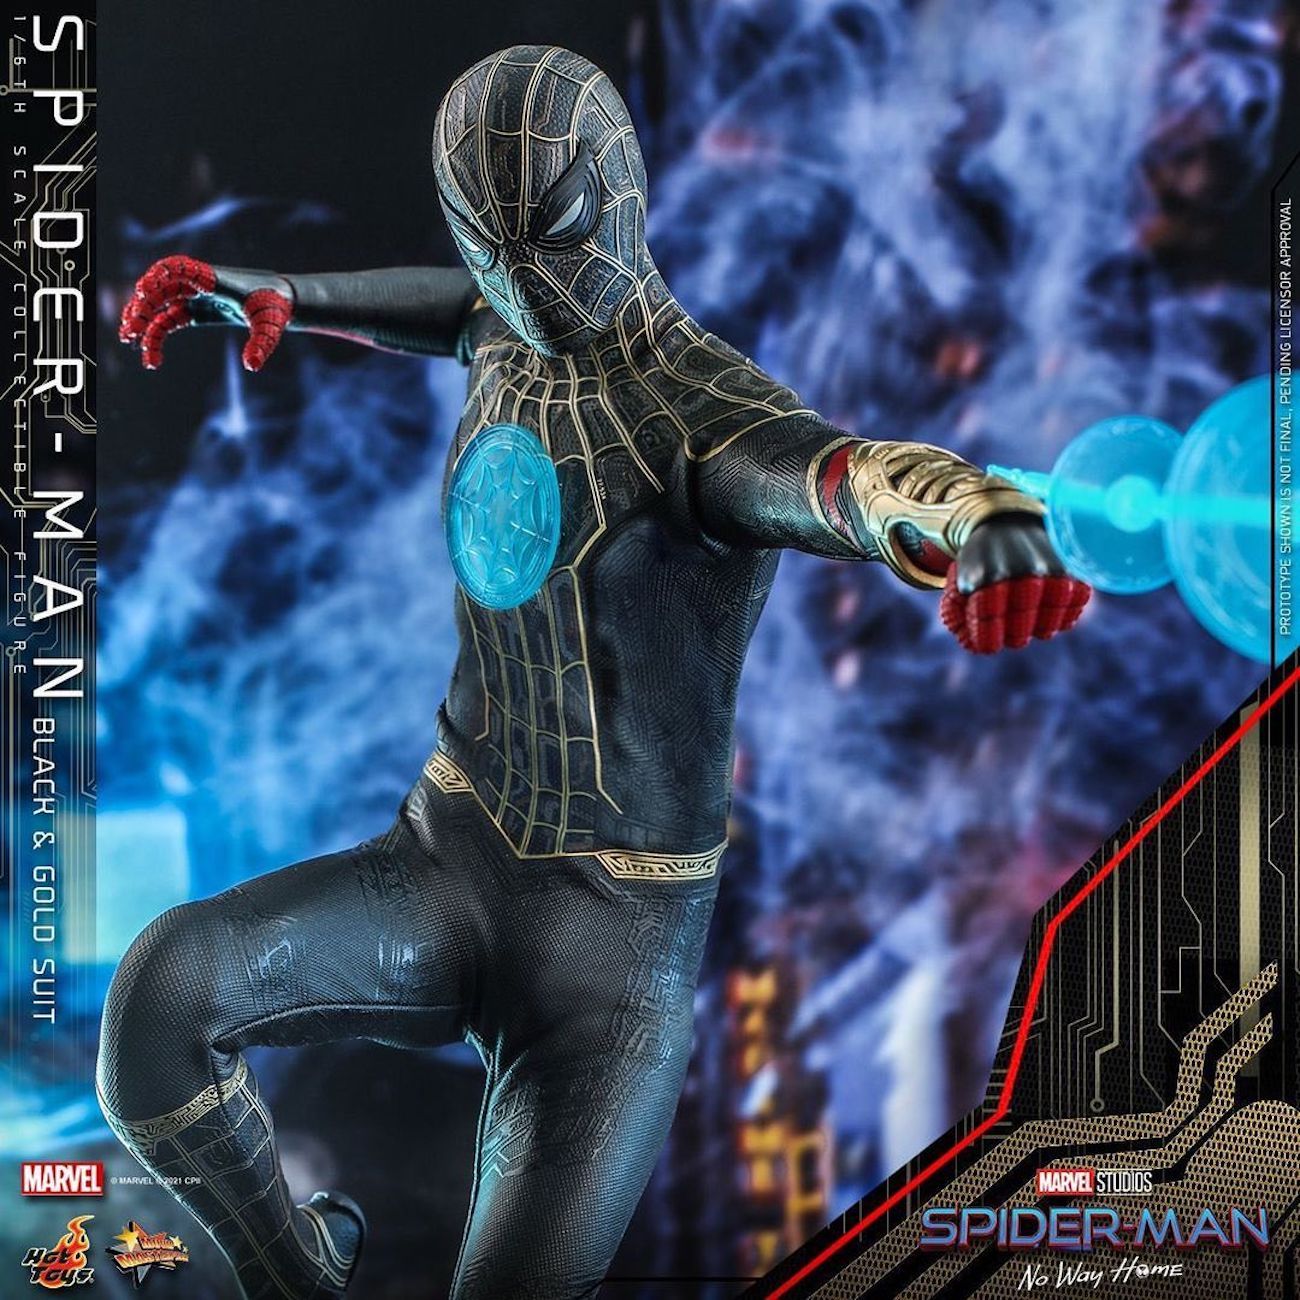 SPIDER-MAN BLACK & GOLD SUIT
1/6TH SCALE COLLECTIBLE FIGURE
PROTOTYPE SHOWN IS NOT FINAL, PENDING LICENSOR APPROVAL
MARVEL
© MARVEL © 2021 CPII
HOT TOYS
MOVIE MASTERPIECE
MARVEL STUDIOS
SPIDER-MAN
No Way Home